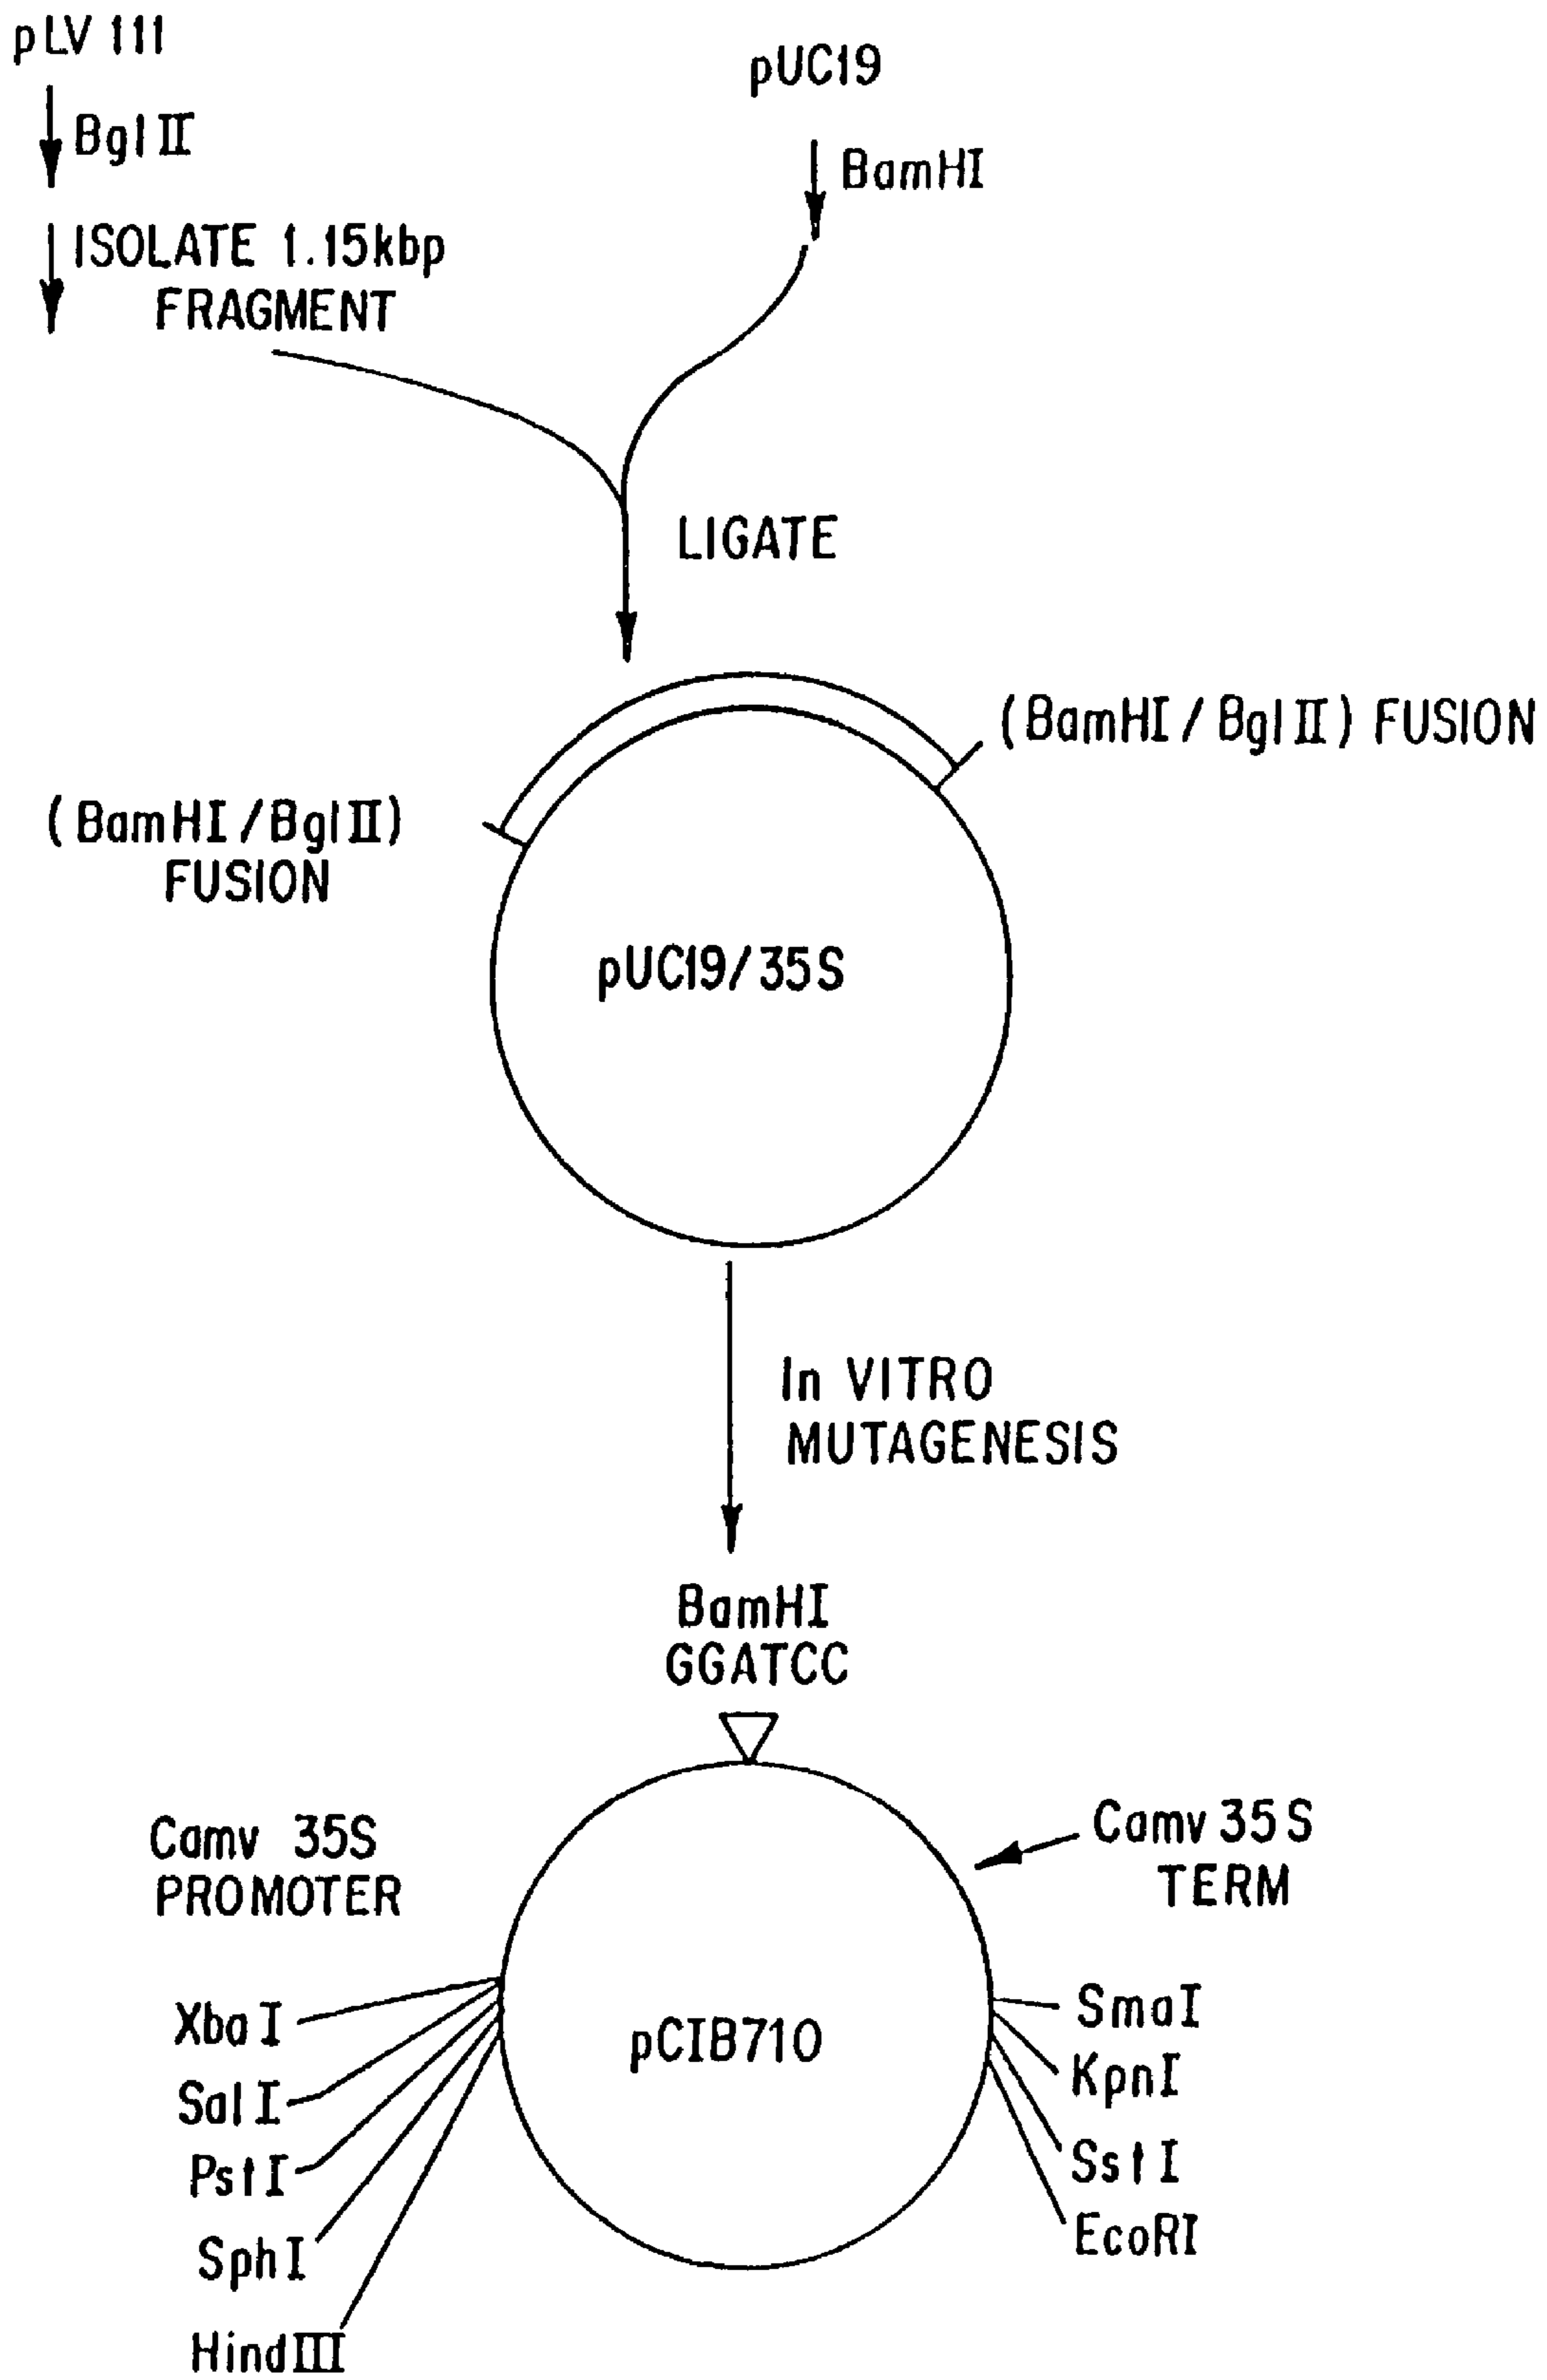 pLV 111
BglII
ISOLATE 1.15kbp
FRAGMENT
pUC19
BamHI
LIGATE
(BamHI/BglII) FUSION
(BamHI/BglII)
FUSION
pUC19/35S
In VITRO
MUTAGENESIS
BamHI
GGATCC
Camv 35S
PROMOTER
Camv 35S
TERM
XbaI
SalI
PstI
SphI
HindIII
pCIB710
SmaI
KpnI
SstI
EcoRI